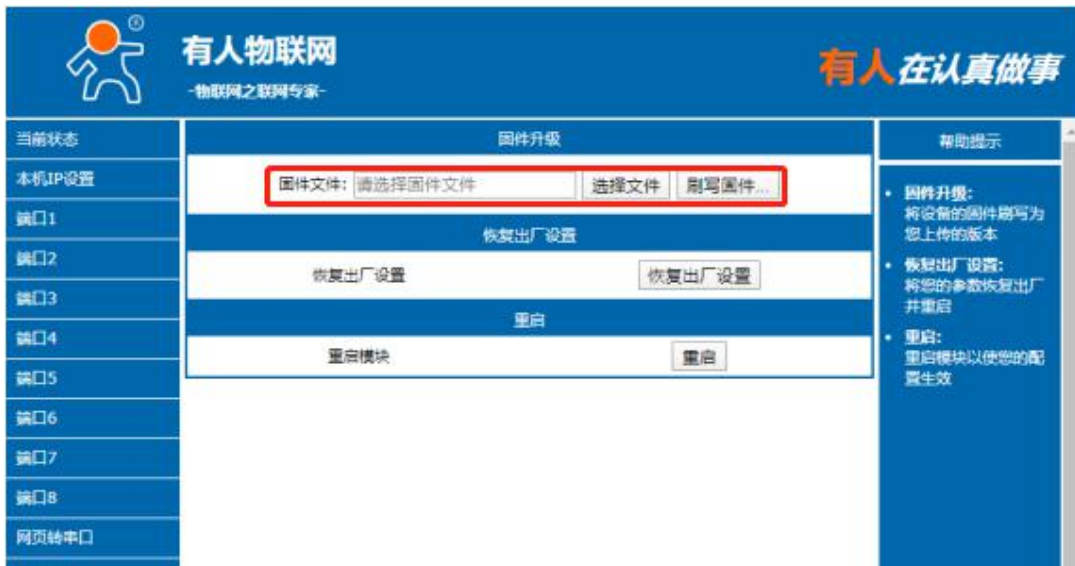 ®
有人物联网
-物联网之联网专家-
有人在认真做事
当前状态
本机IP设置
端口1
端口2
端口3
端口4
端口5
端口6
端口7
端口8
网页转串口
固件升级
固件文件: 请选择固件文件 选择文件 刷写固件...
恢复出厂设置
恢复出厂设置 恢复出厂设置
重启
重启模块 重启
帮助提示
• 固件升级:
将设备的固件刷写为
您上传的版本
• 恢复出厂设置:
将您的参数恢复出厂
并重启
• 重启:
重启模块以使您的配
置生效